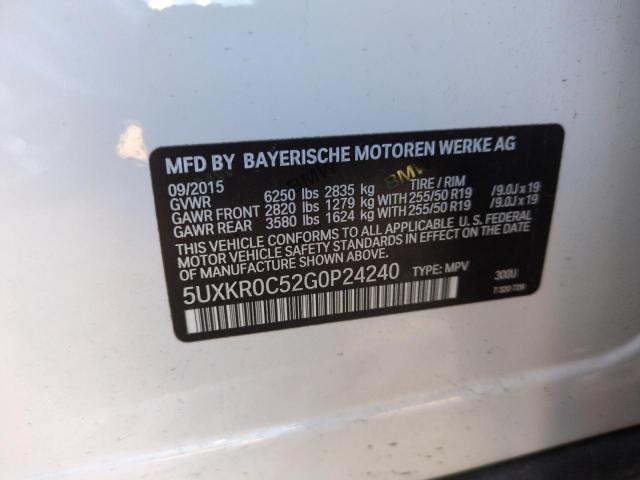 MFD BY BAYERISCHE MOTOREN WERKE AG
09/2015 TIRE / RIM
GVWR 6250 lbs 2835 kg
GAWR FRONT 2820 lbs 1279 kg WITH 255/50 R19 /9.0J x 19
GAWR REAR 3580 lbs 1624 kg WITH 255/50 R19 /9.0J x 19
THIS VEHICLE CONFORMS TO ALL APPLICABLE U.S. FEDERAL
MOTOR VEHICLE SAFETY STANDARDS IN EFFECT ON THE
DATE OF MANUFACTURE SHOWN ABOVE.
5UXKR0C52G0P24240 TYPE: MPV 300U
BMW
BMW